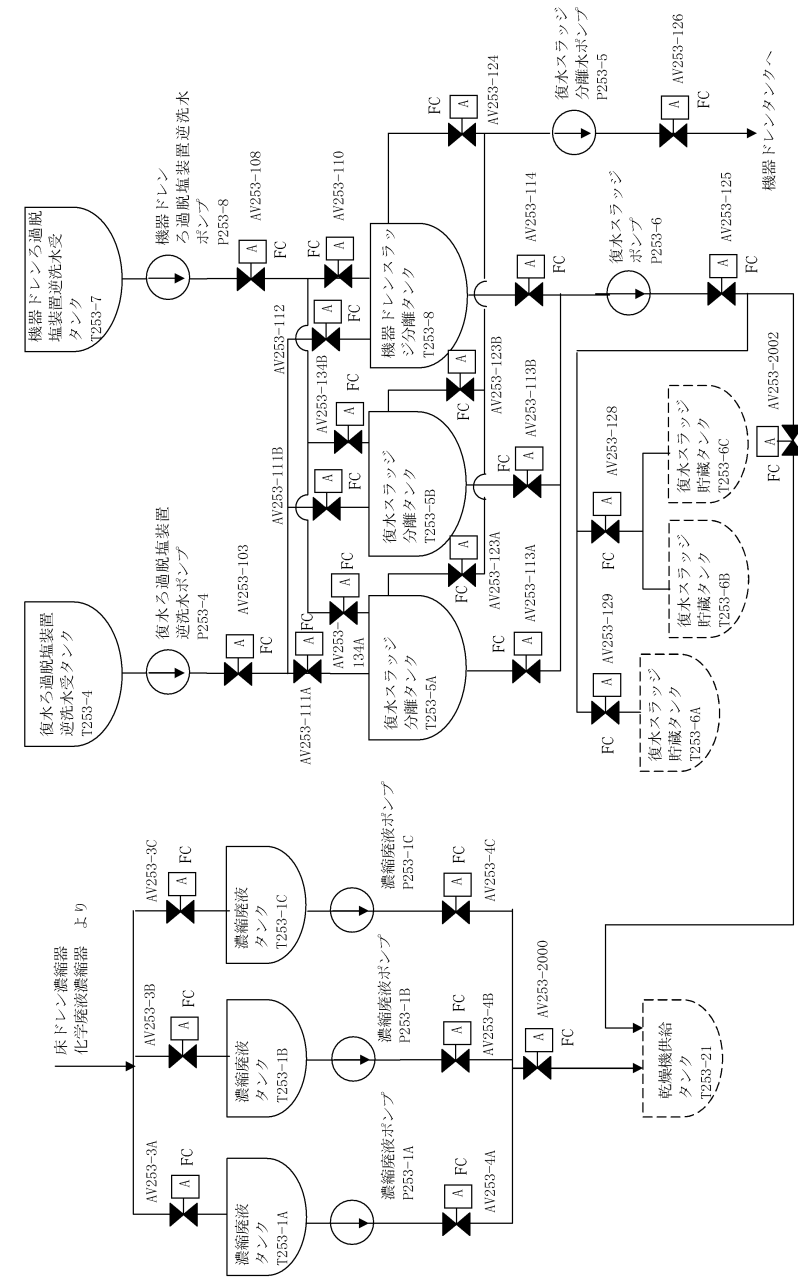 床ドレン濃縮器
化学廃液濃縮器 より
AV253-3A
A
FC
AV253-3B
A
FC
AV253-3C
A
FC
濃縮廃液
タンク
T253-1A
濃縮廃液
タンク
T253-1B
濃縮廃液
タンク
T253-1C
濃縮廃液ポンプ
P253-1A
濃縮廃液ポンプ
P253-1B
濃縮廃液ポンプ
P253-1C
A
FC
AV253-4A
A
FC
AV253-4B
A
FC
AV253-4C
AV253-2000
A
FC
乾燥機供給
タンク
T253-21
復水ろ過脱塩装置
逆洗水受タンク
T253-4
復水ろ過脱塩装置
逆洗水ポンプ
P253-4
AV253-103
A
FC
AV253-111A
A
FC
AV253-
134A
A
FC
AV253-111B
A
FC
AV253-134B
A
FC
AV253-112
A
FC
機器ドレンろ過脱
塩装置逆洗水受
タンク
T253-7
機器ドレン
ろ過脱塩装置逆洗水
ポンプ
P253-8
AV253-108
A
FC
AV253-110
A
FC
復水スラッジ
分離タンク
T253-5A
復水スラッジ
分離タンク
T253-5B
機器ドレンスラッ
ジ分離タンク
T253-8
A
FC
AV253-123A
A
FC
AV253-123B
A
FC
AV253-124
A
FC
AV253-113A
A
FC
AV253-113B
A
FC
AV253-114
復水スラッジ
分離水ポンプ
P253-5
AV253-126
A
FC
機器ドレンタンクへ
復水スラッジ
ポンプ
P253-6
AV253-125
A
FC
AV253-129
A
FC
AV253-128
A
FC
復水スラッジ
貯蔵タンク
T253-6A
復水スラッジ
貯蔵タンク
T253-6B
復水スラッジ
貯蔵タンク
T253-6C
AV253-2002
A
FC